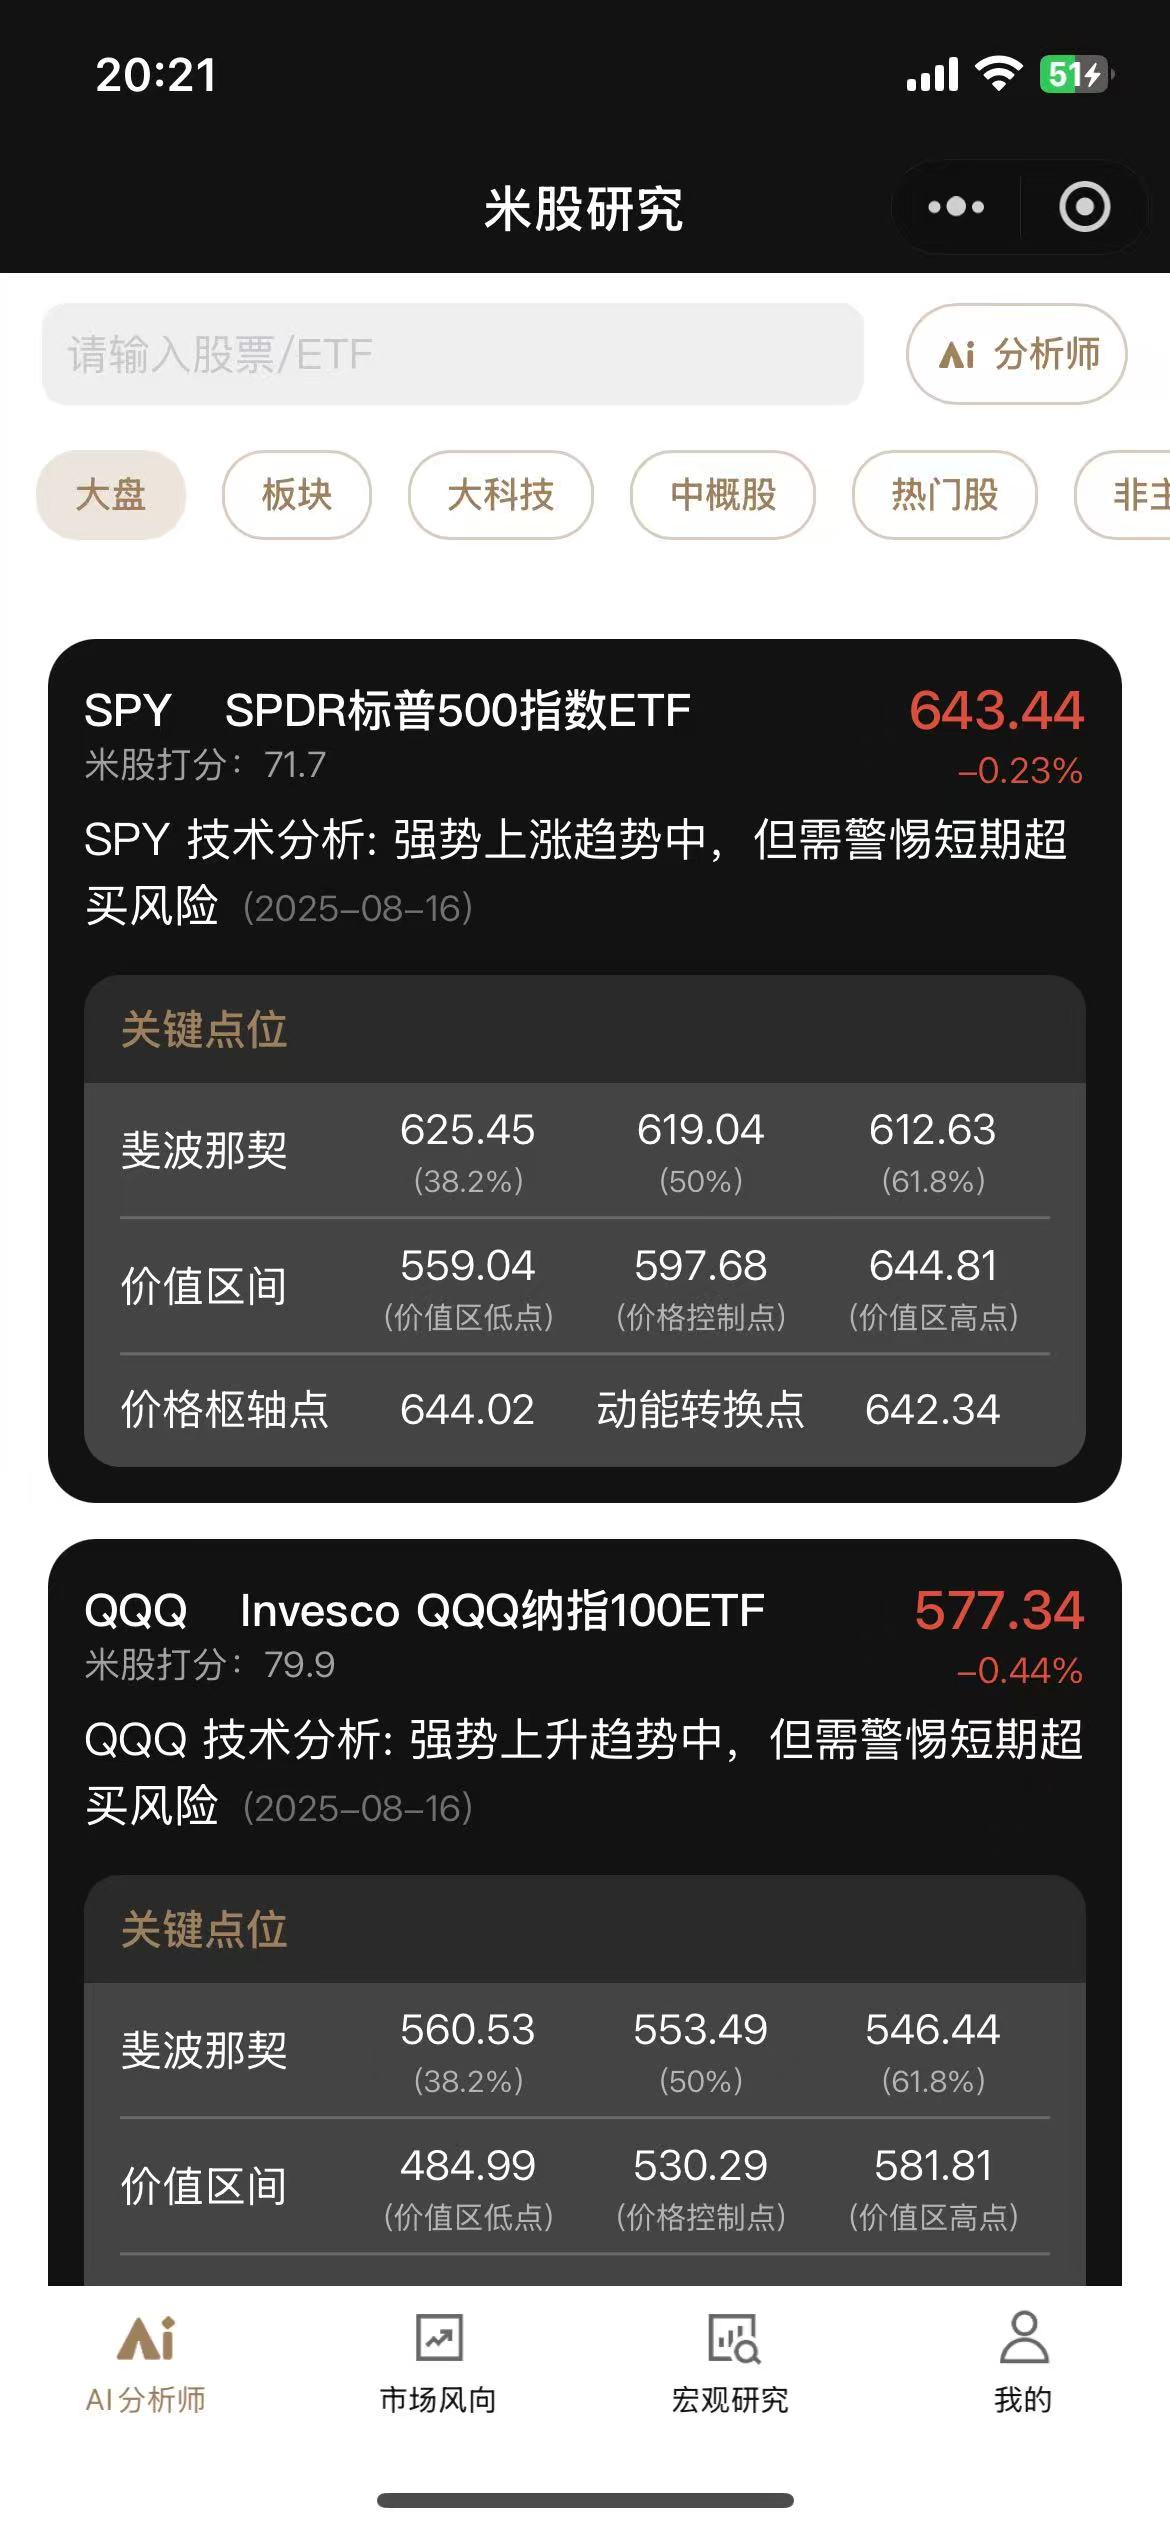 20:21
51
米股研究
请输入股票/ETF
Ai 分析师
大盘 板块 大科技 中概股 热门股 非主
SPY SPDR标普500指数ETF 643.44
米股打分：71.7 -0.23%
SPY 技术分析: 强势上涨趋势中，但需警惕短期超
买风险 (2025-08-16)
关键点位
斐波那契 625.45 619.04 612.63
(38.2%) (50%) (61.8%)
价值区间 559.04 597.68 644.81
(价值区低点) (价格控制点) (价值区高点)
价格枢轴点 644.02 动能转换点 642.34
QQQ Invesco QQQ纳指100ETF 577.34
米股打分：79.9 -0.44%
QQQ 技术分析: 强势上升趋势中，但需警惕短期超
买风险 (2025-08-16)
关键点位
斐波那契 560.53 553.49 546.44
(38.2%) (50%) (61.8%)
价值区间 484.99 530.29 581.81
(价值区低点) (价格控制点) (价值区高点)
Ai
AI分析师 市场风向 宏观研究 我的